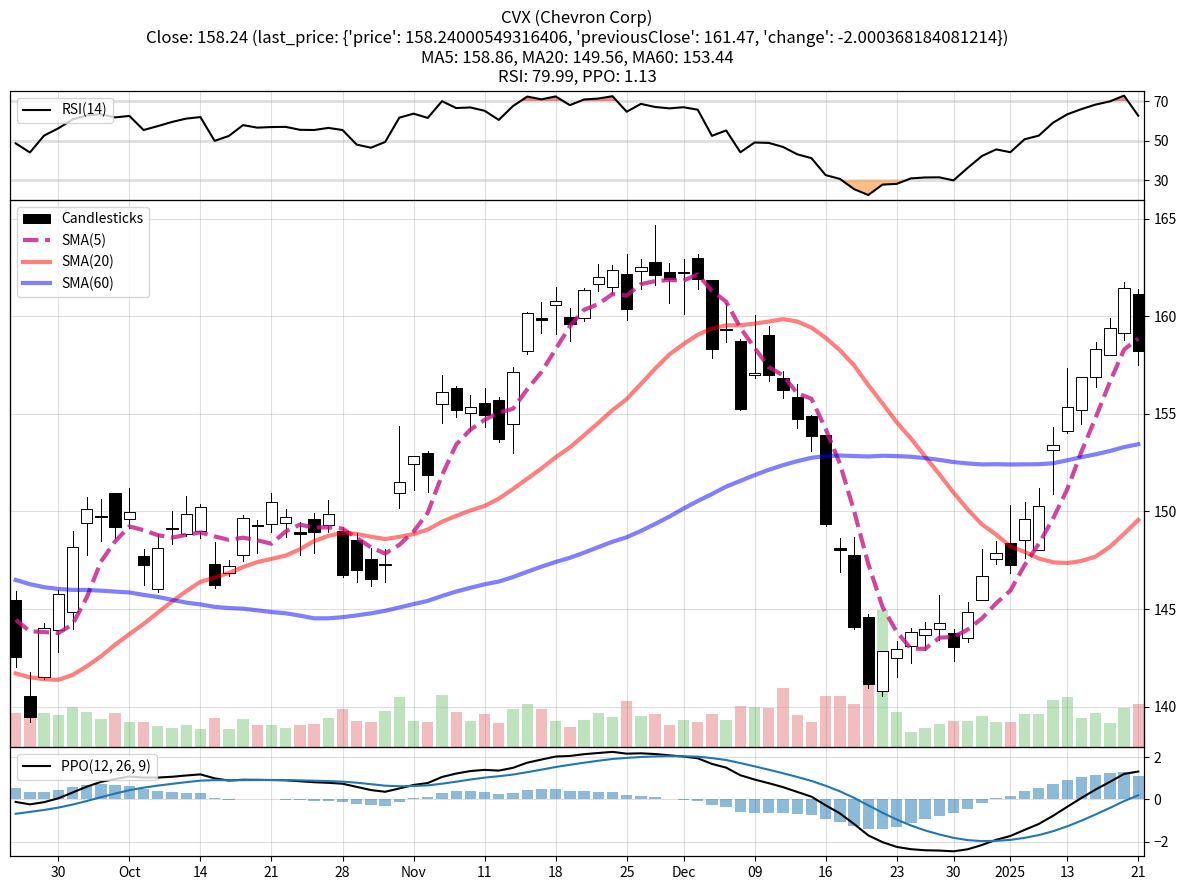 CVX (Chevron Corp)
Close: 158.24 (last_price: {'price': 158.24000549316406, 'previousClose': 161.47, 'change': -2.000368184081214})
MA5: 158.86, MA20: 149.56, MA60: 153.44
RSI: 79.99, PPO: 1.13
RSI(14)
70
50
30
Candlesticks
SMA(5)
SMA(20)
SMA(60)
165
160
155
150
145
140
PPO(12, 26, 9)
2
0
−2
30 Oct 14 21 28 Nov 11 18 25 Dec 09 16 23 30 2025 13 21